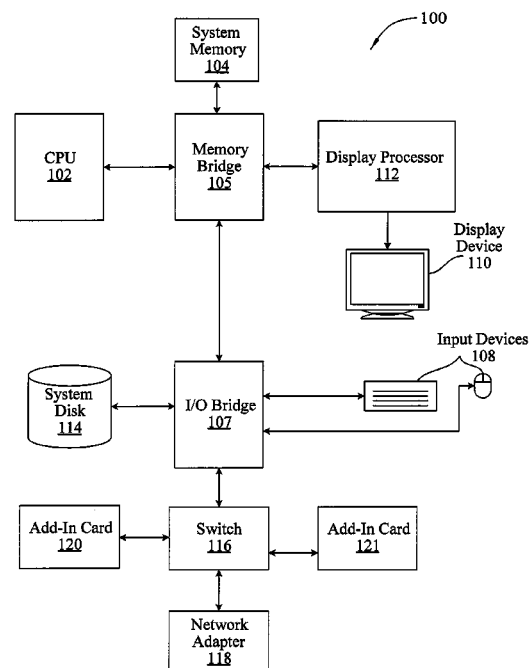 100
System
Memory
104
CPU
102
Memory
Bridge
105
Display Processor
112
Display
Device
110
Input Devices
108
System
Disk
114
I/O Bridge
107
Add-In Card
120
Switch
116
Add-In Card
121
Network
Adapter
118